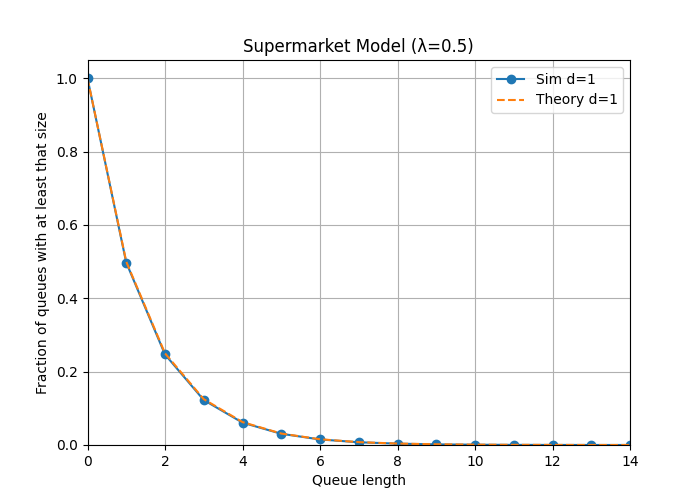 Supermarket Model (λ=0.5)
Sim d=1
Theory d=1
Fraction of queues with at least that size
1.0
0.8
0.6
0.4
0.2
0.0
0 2 4 6 8 10 12 14
Queue length